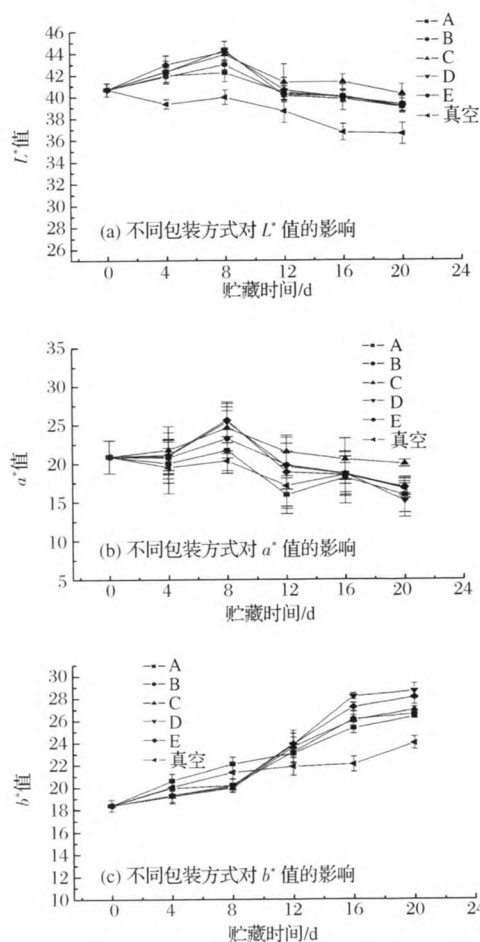 46
44
42
40
38
36
34
32
30
28
26
L*值
A
B
C
D
E
真空
(a) 不同包装方式对 L* 值的影响
0 4 8 12 16 20 24
贮藏时间/d
35
30
25
20
15
10
5
a*值
A
B
C
D
E
真空
(b) 不同包装方式对 a* 值的影响
0 4 8 12 16 20 24
贮藏时间/d
30
28
26
24
22
20
18
16
14
12
10
b*值
A
B
C
D
E
真空
(c) 不同包装方式对 b* 值的影响
0 4 8 12 16 20 24
贮藏时间/d